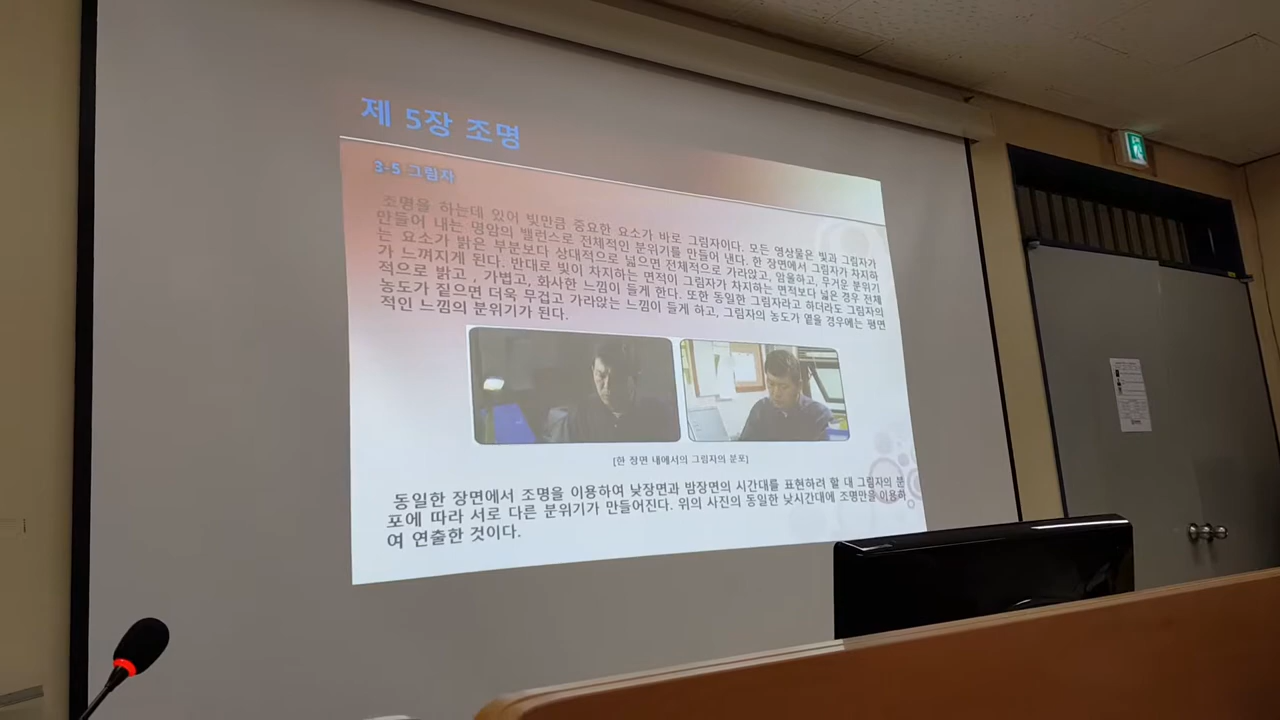 제 5장 조명
3-5 그림자
조명을 하는데 있어 빛만큼 중요한 요소가 바로 그림자이다. 모든 영상물은 빛과 그림자가
만들어 내는 명암의 밸런스로 전체적인 분위기를 만들어 낸다. 한 장면에서 그림자가 차지하
는 요소가 밝은 부분보다 상대적으로 넓으면 전체적으로 가라앉고, 암울하고, 무거운 분위기
가 느껴지게 된다. 반대로 빛이 차지하는 면적이 그림자가 차지하는 면적보다 넓은 경우 전체
적으로 밝고, 가볍고, 화사한 느낌이 들게 한다. 또한 동일한 그림자라고 하더라도 그림자의
농도가 짙으면 더욱 무겁고 가라앉는 느낌이 들게 하고, 그림자의 농도가 옅을 경우에는 평면
적인 느낌의 분위기가 된다.
[한 장면 내에서의 그림자의 분포]
동일한 장면에서 조명을 이용하여 낮장면과 밤장면의 시간대를 표현하려 할 대 그림자의 분
포에 따라 서로 다른 분위기가 만들어진다. 위의 사진의 동일한 낮시간대에 조명만을 이용하
여 연출한 것이다.